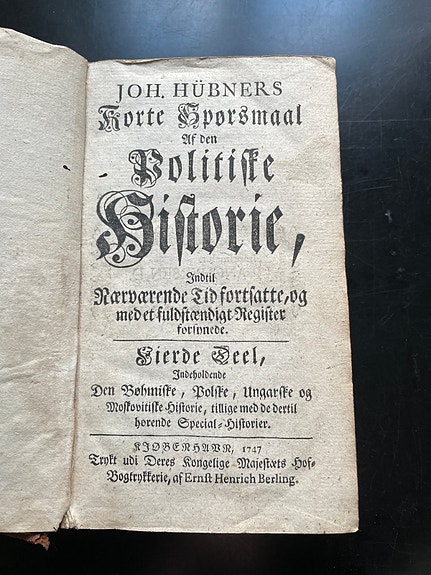 JOH. HÜBNERS
Korte Spørsmaal
Af den
Politiske
Historie,
Indtil
Nærværende Tid fortsatte, og
med et fuldstændigt Register
forsynede.
Fierde Deel,
Indeholdende
Den Bøhmiske, Polske, Ungarske og
Moskovitiske Historie, tillige med de dertil
hørende Special-Historier.
KIØBENHAVN, 1747
Trykt udi Deres Kongelige Majestæts Hof-
Bogtrykkerie, af Ernst Henrich Berling.